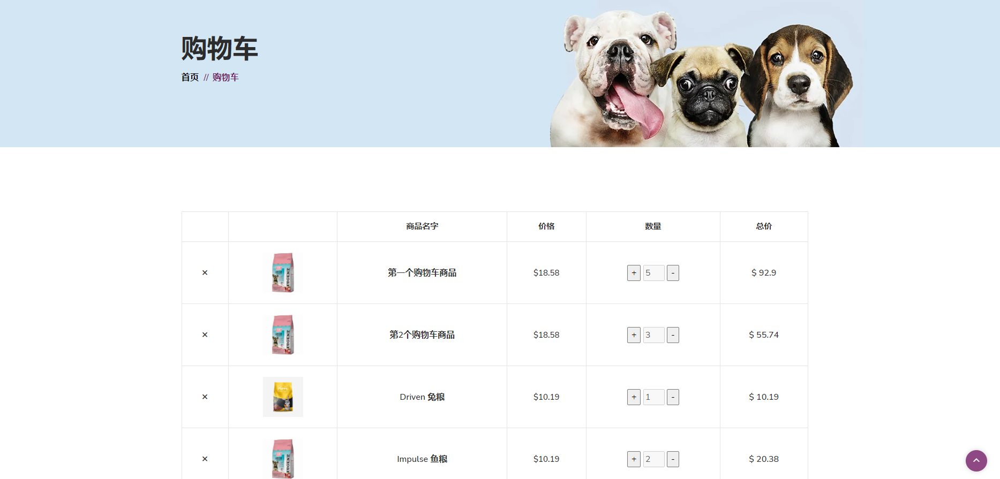 购物车
首页 // 购物车
商品名字 价格 数量 总价
× 第一个购物车商品 $18.58 + 5 - $ 92.9
EUGENE
× 第2个购物车商品 $18.58 + 3 - $ 55.74
EUGENE
× Driven 兔粮 $10.19 + 1 - $ 10.19
× Impulse 鱼粮 $10.19 + 2 - $ 20.38
EUGENE